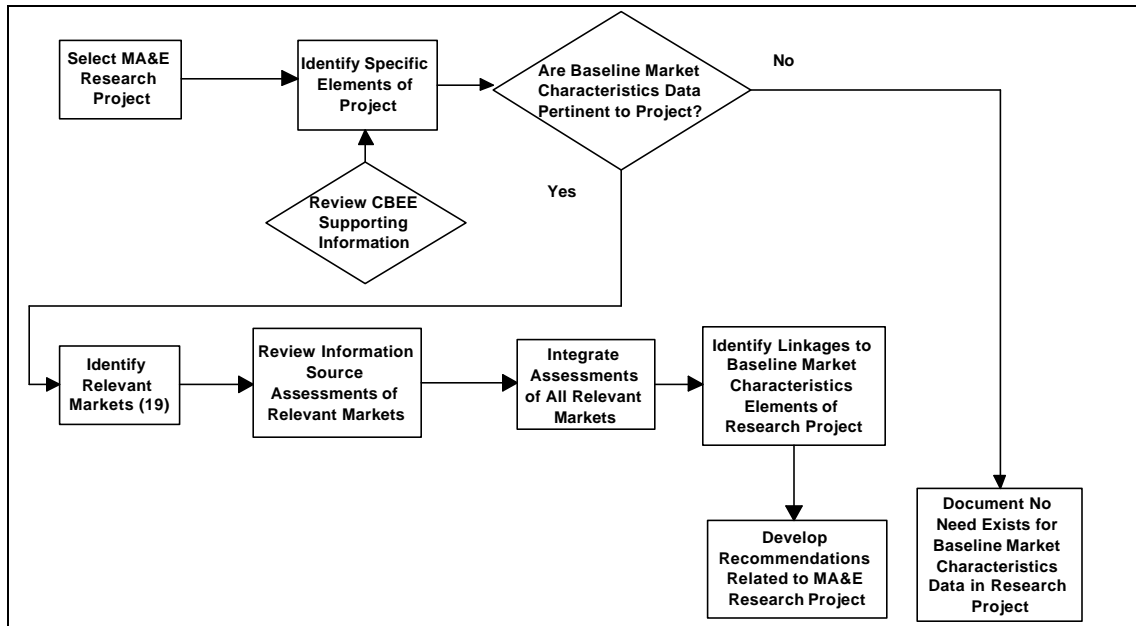 Select MA&E
Research
Project
Identify Specific
Elements of
Project
Are Baseline Market
Characteristics Data
Pertinent to Project?
No
Review CBEE
Supporting
Information
Yes
Identify
Relevant
Markets (19)
Review Information
Source
Assessments of
Relevant Markets
Integrate
Assessments
of All Relevant
Markets
Identify Linkages to
Baseline Market
Characteristics
Elements of
Research Project
Develop
Recommendations
Related to MA&E
Research Project
Document No
Need Exists for
Baseline Market
Characteristics
Data in Research
Project